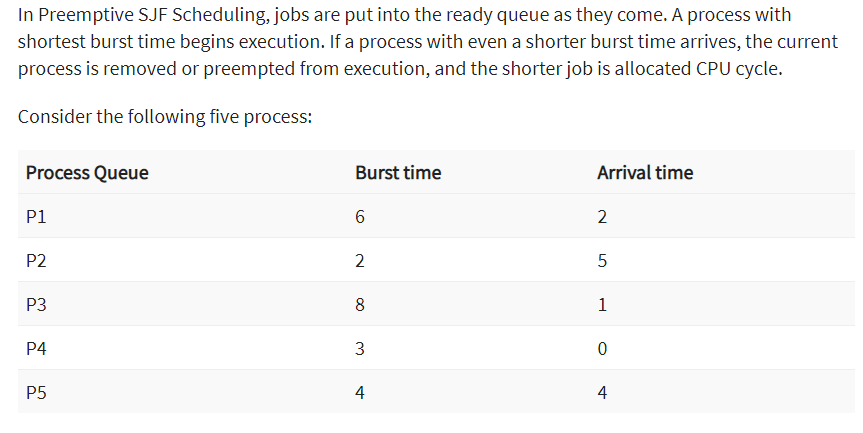 In Preemptive SJF Scheduling, jobs are put into the ready queue as they come. A process with
shortest burst time begins execution. If a process with even a shorter burst time arrives, the current
process is removed or preempted from execution, and the shorter job is allocated CPU cycle.
Consider the following five process:
Process Queue Burst time Arrival time
P1 6 2
P2 2 5
P3 8 1
P4 3 0
P5 4 4